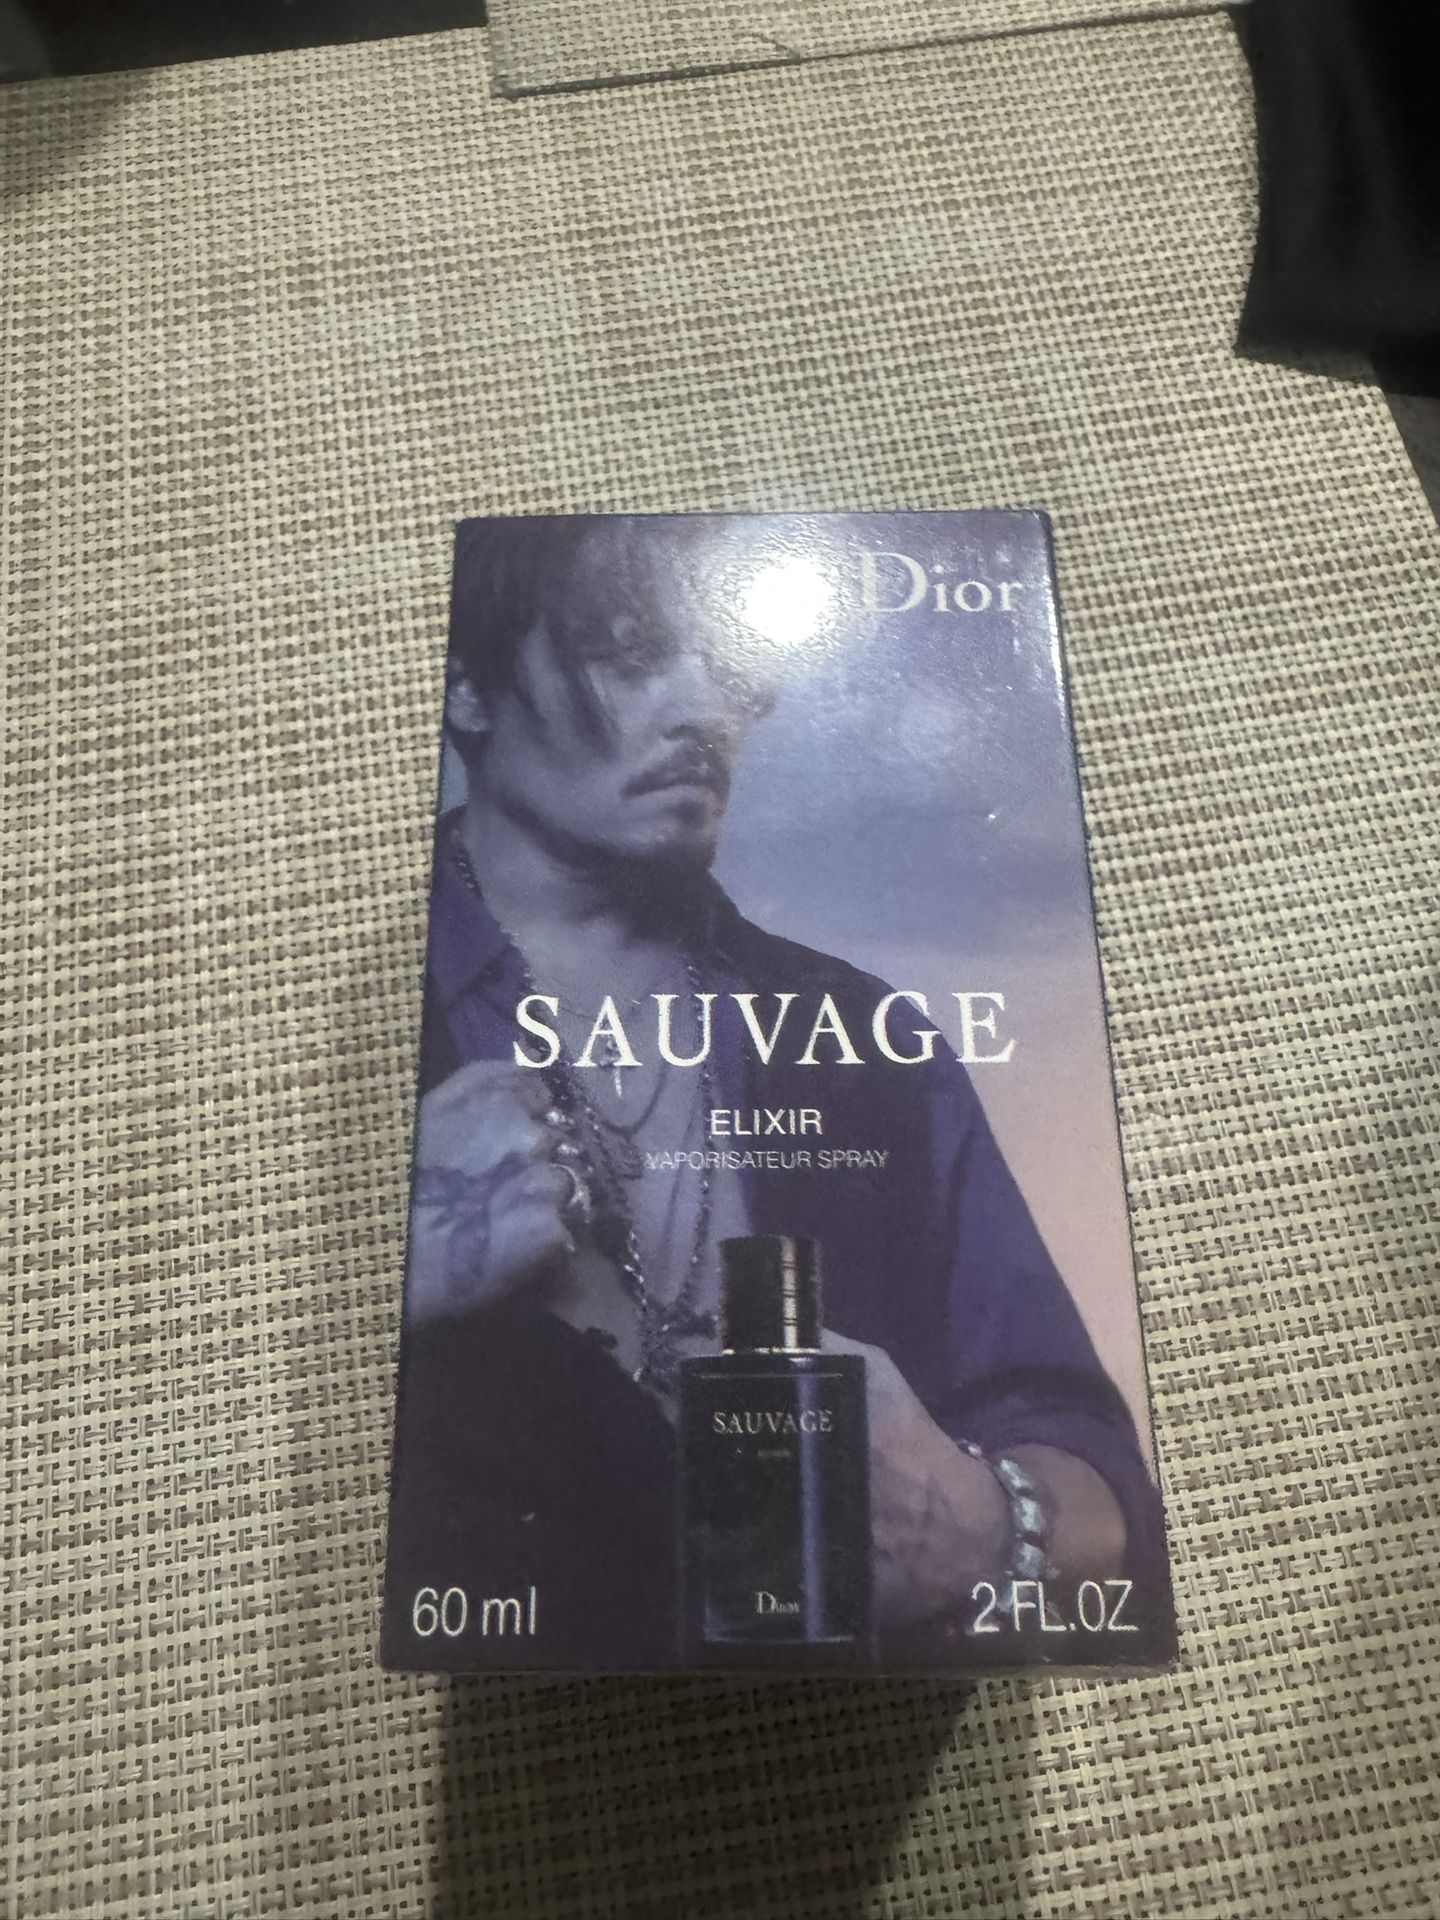 Dior
SAUVAGE
ELIXIR
VAPORISATEUR SPRAY
SAUVAGE
Dior
60 ml
2 FL.OZ